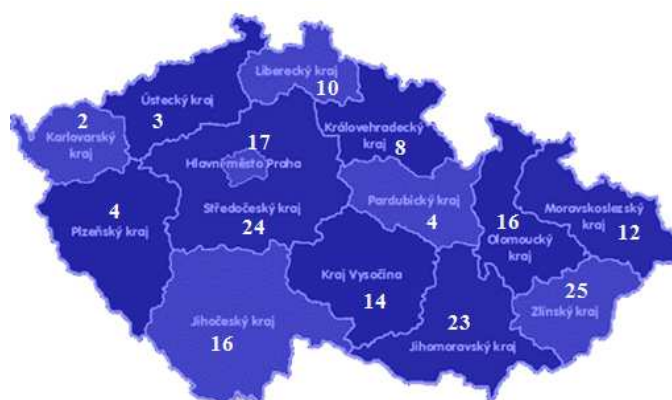 Liberecký kraj
10
Ústecký kraj
3
2
Karlovarský
kraj
17
Hlavní město Praha
Královehradecký
kraj
8
4
Plzeňský kraj
Středočeský kraj
24
Pardubický kraj
4
16
Olomoucký
kraj
Moravskoslezský
kraj
12
Kraj Vysočina
14
25
Zlínský kraj
23
Jihomoravský kraj
Jihočeský kraj
16